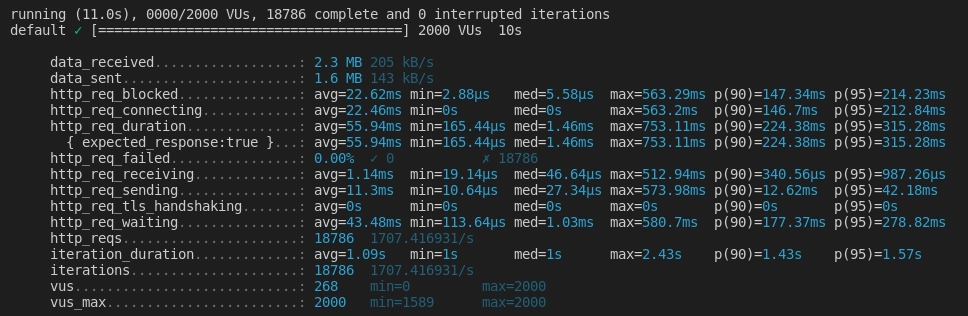 running (11.0s), 0000/2000 VUs, 18786 complete and 0 interrupted iterations
default ✓ [======================================] 2000 VUs  10s

     data_received..................: 2.3 MB 205 kB/s
     data_sent......................: 1.6 MB 143 kB/s
     http_req_blocked...............: avg=22.62ms min=2.88µs   med=5.58µs  max=563.29ms p(90)=147.34ms p(95)=214.23ms
     http_req_connecting............: avg=22.46ms min=0s       med=0s      max=563.2ms  p(90)=146.7ms  p(95)=212.84ms
     http_req_duration..............: avg=55.94ms min=165.44µs med=1.46ms  max=753.11ms p(90)=224.38ms p(95)=315.28ms
       { expected_response:true }...: avg=55.94ms min=165.44µs med=1.46ms  max=753.11ms p(90)=224.38ms p(95)=315.28ms
     http_req_failed................: 0.00%  ✓ 0           ✗ 18786
     http_req_receiving.............: avg=1.14ms  min=19.14µs  med=46.64µs max=512.94ms p(90)=340.56µs p(95)=987.26µs
     http_req_sending...............: avg=11.3ms  min=10.64µs  med=27.34µs max=573.98ms p(90)=12.62ms  p(95)=42.18ms
     http_req_tls_handshaking.......: avg=0s      min=0s       med=0s      max=0s       p(90)=0s       p(95)=0s
     http_req_waiting...............: avg=43.48ms min=113.64µs med=1.03ms  max=580.7ms  p(90)=177.37ms p(95)=278.82ms
     http_reqs......................: 18786  1707.416931/s
     iteration_duration.............: avg=1.09s   min=1s       med=1s      max=2.43s    p(90)=1.43s    p(95)=1.57s
     iterations.....................: 18786  1707.416931/s
     vus............................: 268    min=0         max=2000
     vus_max........................: 2000   min=1589      max=2000